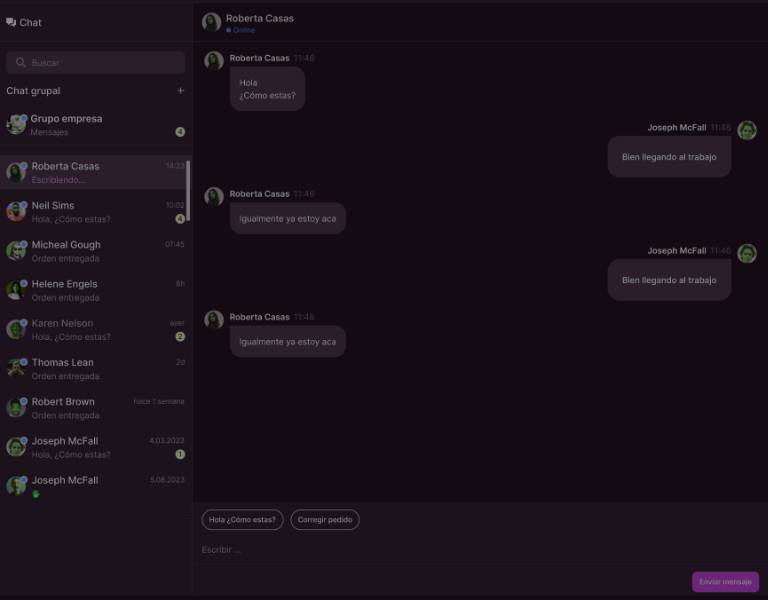 Chat
Buscar
Chat grupal +
Grupo empresa
Mensajes 4
Roberta Casas 14:23
Escribiendo...
Neil Sims 10:02
Hola, ¿Cómo estas? 4
Micheal Gough 07:45
Orden entregada
Helene Engels 6h
Orden entregada
Karen Nelson ayer
Hola, ¿Cómo estas? 2
Thomas Lean 2d
Orden entregada
Robert Brown hace 1 semana
Orden entregada
Joseph McFall 4.03.2023
Hola, ¿Cómo estas? 1
Joseph McFall 5.06.2023
Roberta Casas
Online
Roberta Casas 11:46
Hola
¿Cómo estas?
Joseph McFall 11:46
Bien llegando al trabajo
Roberta Casas 11:46
Igualmente ya estoy aca
Joseph McFall 11:46
Bien llegando al trabajo
Roberta Casas 11:46
Igualmente ya estoy aca
Hola ¿Cómo estas?
Corregir pedido
Escribir ...
Enviar mensaje